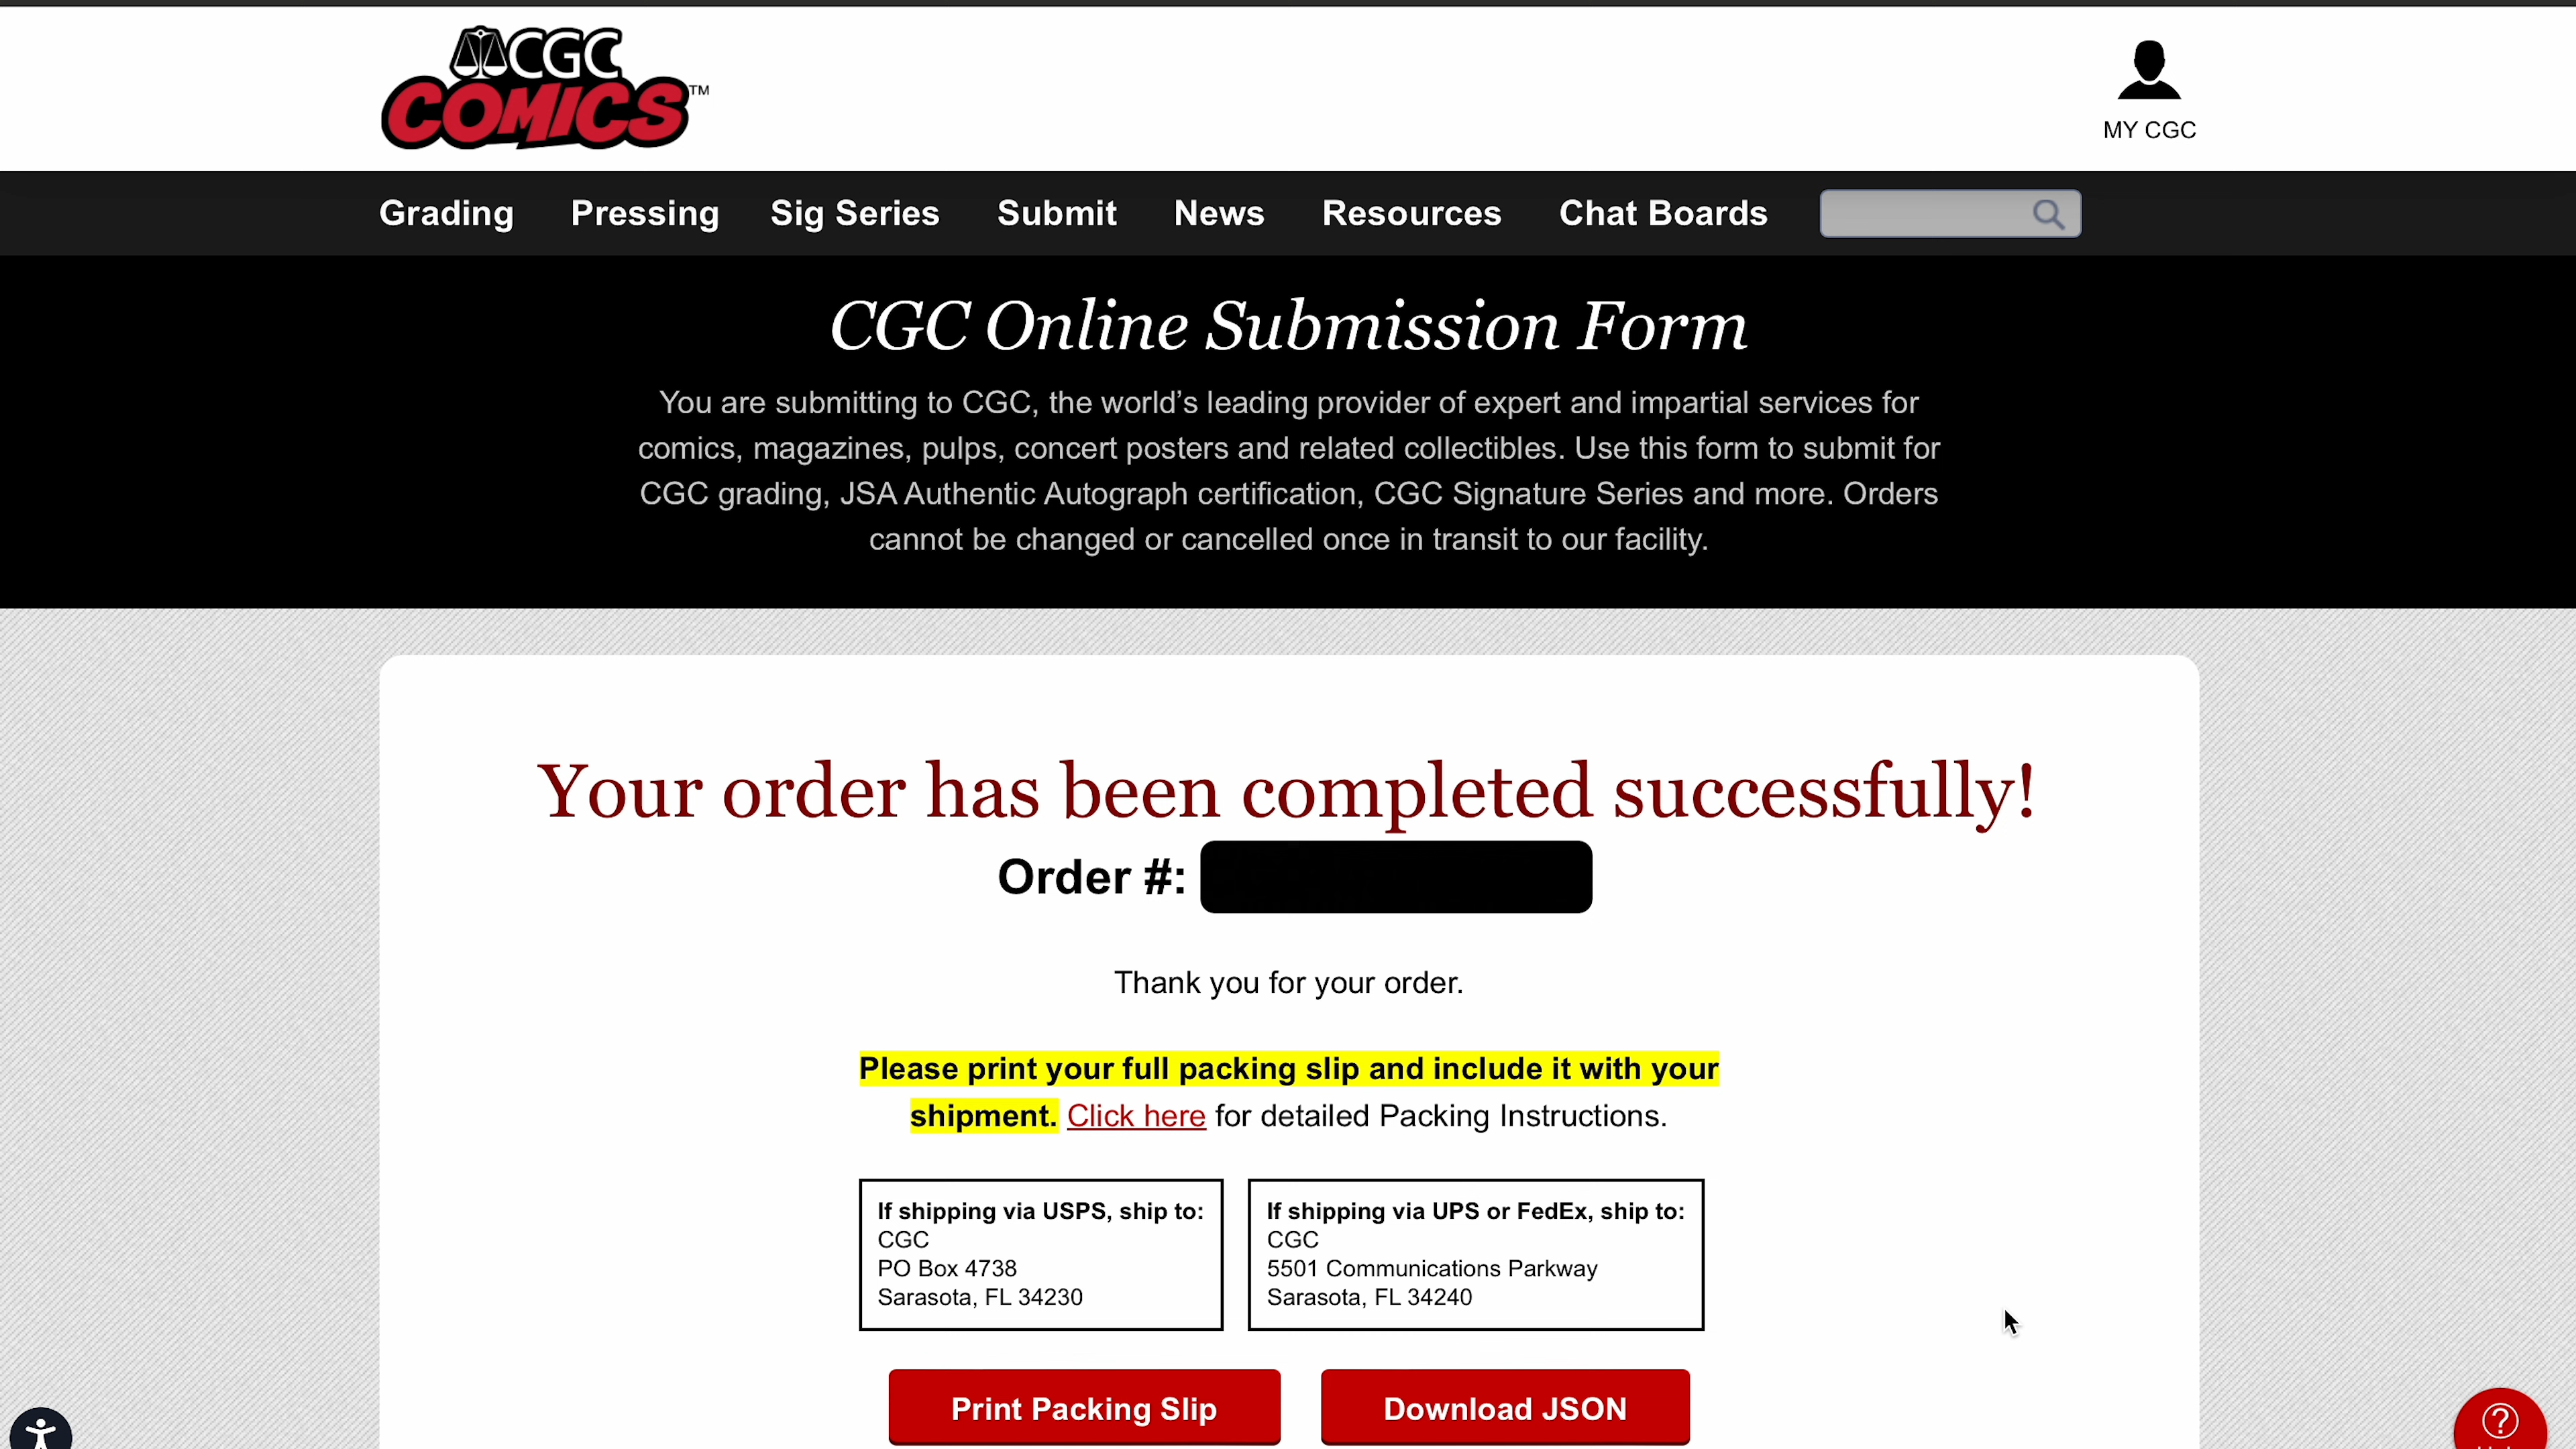 CGC
COMICS™
MY CGC
Grading Pressing Sig Series Submit News Resources Chat Boards
CGC Online Submission Form
You are submitting to CGC, the world’s leading provider of expert and impartial services for
comics, magazines, pulps, concert posters and related collectibles. Use this form to submit for
CGC grading, JSA Authentic Autograph certification, CGC Signature Series and more. Orders
cannot be changed or cancelled once in transit to our facility.
Your order has been completed successfully!
Order #:
Thank you for your order.
Please print your full packing slip and include it with your
shipment. Click here for detailed Packing Instructions.
If shipping via USPS, ship to:
CGC
PO Box 4738
Sarasota, FL 34230
If shipping via UPS or FedEx, ship to:
CGC
5501 Communications Parkway
Sarasota, FL 34240
Print Packing Slip
Download JSON